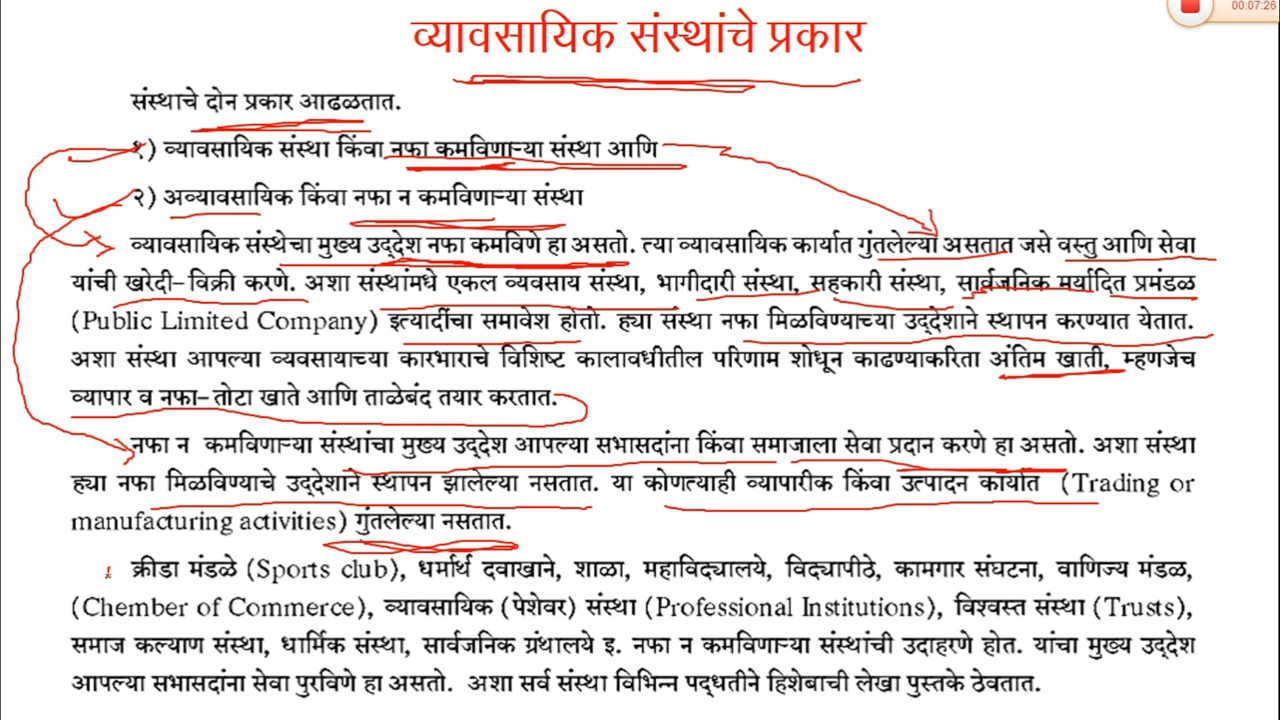 00:07:26
व्यावसायिक संस्थांचे प्रकार
संस्थाचे दोन प्रकार आढळतात.
१) व्यावसायिक संस्था किंवा नफा कमविणाऱ्या संस्था आणि
२) अव्यावसायिक किंवा नफा न कमविणाऱ्या संस्था
व्यावसायिक संस्थेचा मुख्य उद्‌देश नफा कमविणे हा असतो. त्या व्यावसायिक कार्यात गुंतलेल्या असतात जसे वस्तु आणि सेवा
यांची खरेदी-विक्री करणे. अशा संस्थांमधे एकल व्यवसाय संस्था, भागीदारी संस्था, सहकारी संस्था, सार्वजनिक मर्यादित प्रमंडळ
(Public Limited Company) इत्यादींचा समावेश होतो. ह्या संस्था नफा मिळविण्याच्या उद्‌देशाने स्थापन करण्यात येतात.
अशा संस्था आपल्या व्यवसायाच्या कारभाराचे विशिष्ट कालावधीतील परिणाम शोधून काढण्याकरिता अंतिम खाती, म्हणजेच
व्यापार व नफा-तोटा खाते आणि ताळेबंद तयार करतात.
नफा न कमविणाऱ्या संस्थांचा मुख्य उद्‌देश आपल्या सभासदांना किंवा समाजाला सेवा प्रदान करणे हा असतो. अशा संस्था
ह्या नफा मिळविण्याचे उद्‌देशाने स्थापन झालेल्या नसतात. या कोणत्याही व्यापारीक किंवा उत्पादन कार्यात (Trading or
manufacturing activities) गुंतलेल्या नसतात.
क्रीडा मंडळे (Sports club), धर्मार्थ दवाखाने, शाळा, महाविद्यालये, विद्यापीठे, कामगार संघटना, वाणिज्य मंडळ,
(Chember of Commerce), व्यावसायिक (पेशेवर) संस्था (Professional Institutions), विश्वस्त संस्था (Trusts),
समाज कल्याण संस्था, धार्मिक संस्था, सार्वजनिक ग्रंथालये इ. नफा न कमविणाऱ्या संस्थांची उदाहरणे होत. यांचा मुख्य उद्‌देश
आपल्या सभासदांना सेवा पुरविणे हा असतो. अशा सर्व संस्था विभिन्न पद्धतीने हिशेबाची लेखा पुस्तके ठेवतात.